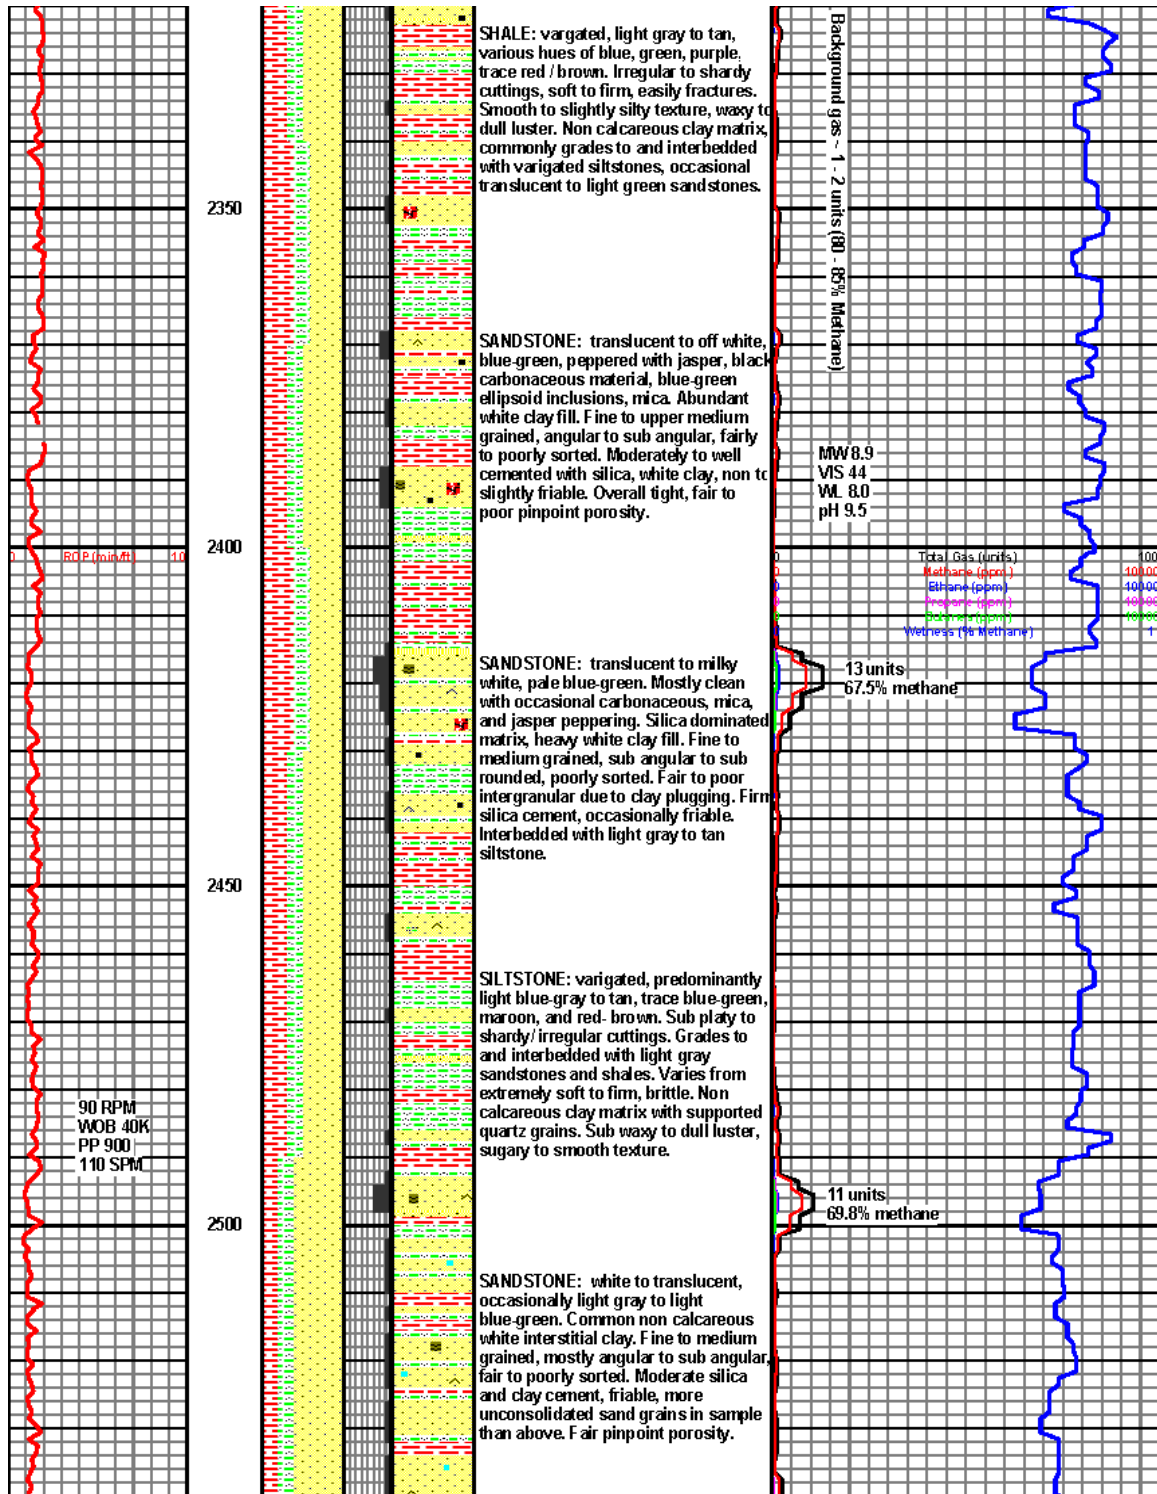 SHALE: vargated, light gray to tan,
various hues of blue, green, purple,
trace red / brown. Irregular to shardy
cuttings, soft to firm, easily fractures.
Smooth to slightly silty texture, waxy to
dull luster. Non calcareous clay matrix,
commonly grades to and interbedded
with varigated siltstones, occasional
translucent to light green sandstones.
Background gas ~ 1 - 2 units (80 - 85% Methane)
2350
SANDSTONE: translucent to off white,
blue-green, peppered with jasper, black
carbonaceous material, blue-green
ellipsoid inclusions, mica. Abundant
white clay fill. Fine to upper medium
grained, angular to sub angular, fairly
to poorly sorted. Moderately to well
cemented with silica, white clay, non to
slightly friable. Overall tight, fair to
poor pinpoint porosity.
MW 8.9
VIS 44
WL 8.0
pH 9.5
2400
0 ROP (min/ft) 10
0 Total Gas (units) 100
Methane (ppm) 10000
Ethane (ppm) 10000
Propane (ppm) 10000
Butanes (ppm) 10000
Wetness (% Methane) 1
SANDSTONE: translucent to milky
white, pale blue-green. Mostly clean
with occasional carbonaceous, mica,
and jasper peppering. Silica dominated
matrix, heavy white clay fill. Fine to
medium grained, sub angular to sub
rounded, poorly sorted. Fair to poor
intergranular due to clay plugging. Firm
silica cement, occasionally friable.
Interbedded with light gray to tan
siltstone.
13 units
67.5% methane
2450
SILTSTONE: varigated, predominantly
light blue-gray to tan, trace blue-green,
maroon, and red- brown. Sub platy to
shardy/ irregular cuttings. Grades to
and interbedded with light gray
sandstones and shales. Varies from
extremely soft to firm, brittle. Non
calcareous clay matrix with supported
quartz grains. Sub waxy to dull luster,
sugary to smooth texture.
90 RPM
WOB 40K
PP 900
110 SPM
11 units
69.8% methane
2500
SANDSTONE: white to translucent,
occasionally light gray to light
blue-green. Common non calcareous
white interstitial clay. Fine to medium
grained, mostly angular to sub angular,
fair to poorly sorted. Moderate silica
and clay cement, friable, more
unconsolidated sand grains in sample
than above. Fair pinpoint porosity.